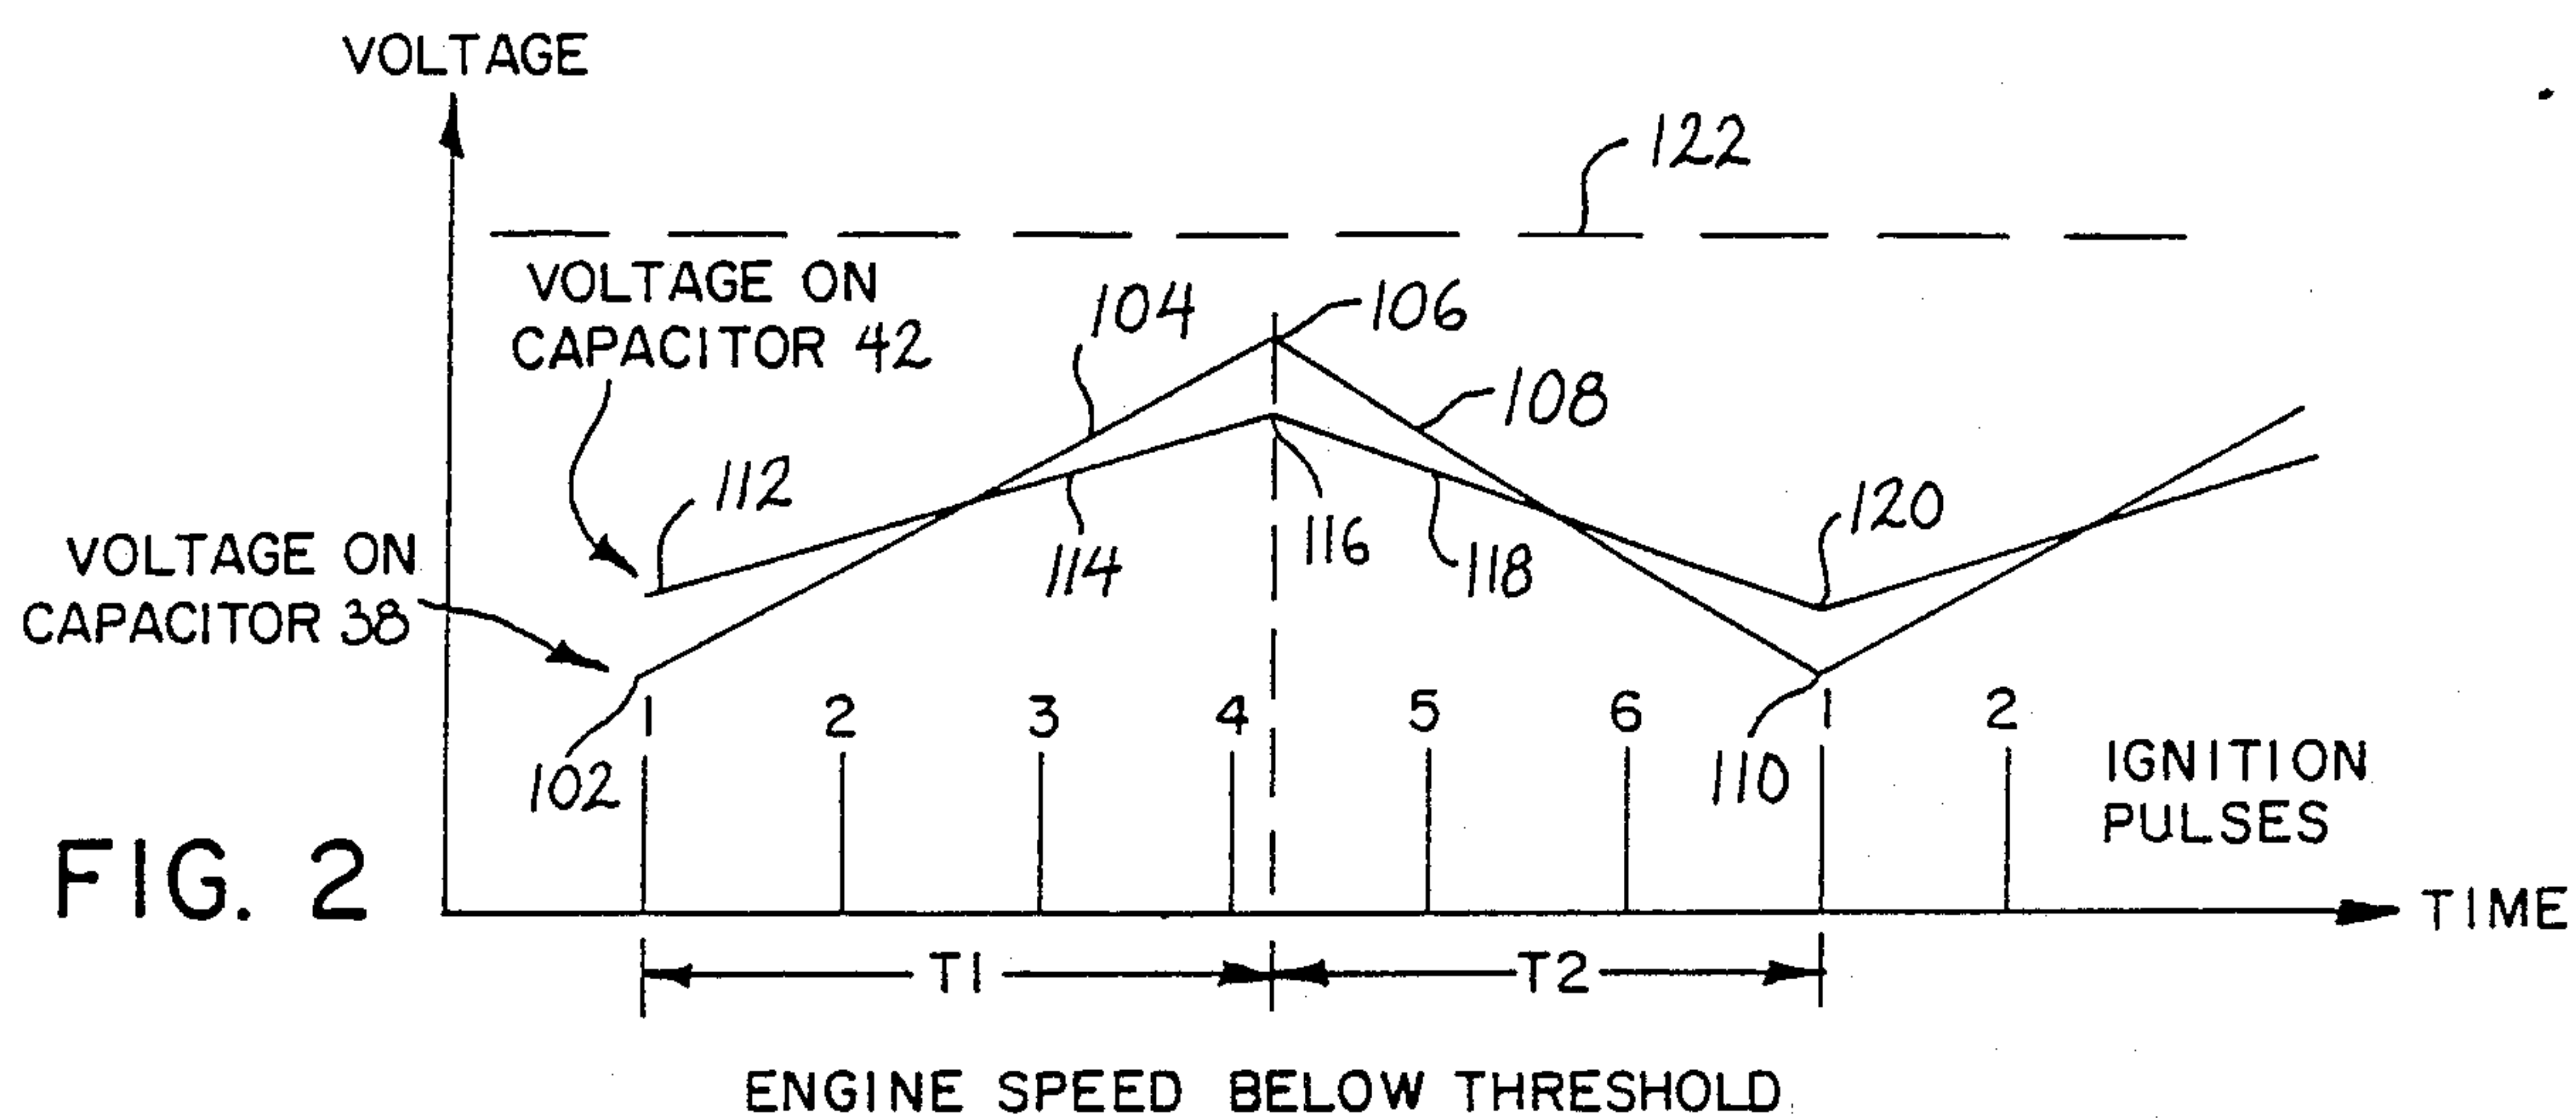 VOLTAGE
122
VOLTAGE ON
CAPACITOR 42
104
106
108
112
114
116
118
120
VOLTAGE ON
CAPACITOR 38
102
1 2 3 4 5 6 1 2
110
IGNITION
PULSES
FIG. 2
TIME
T1 T2
ENGINE SPEED BELOW THRESHOLD